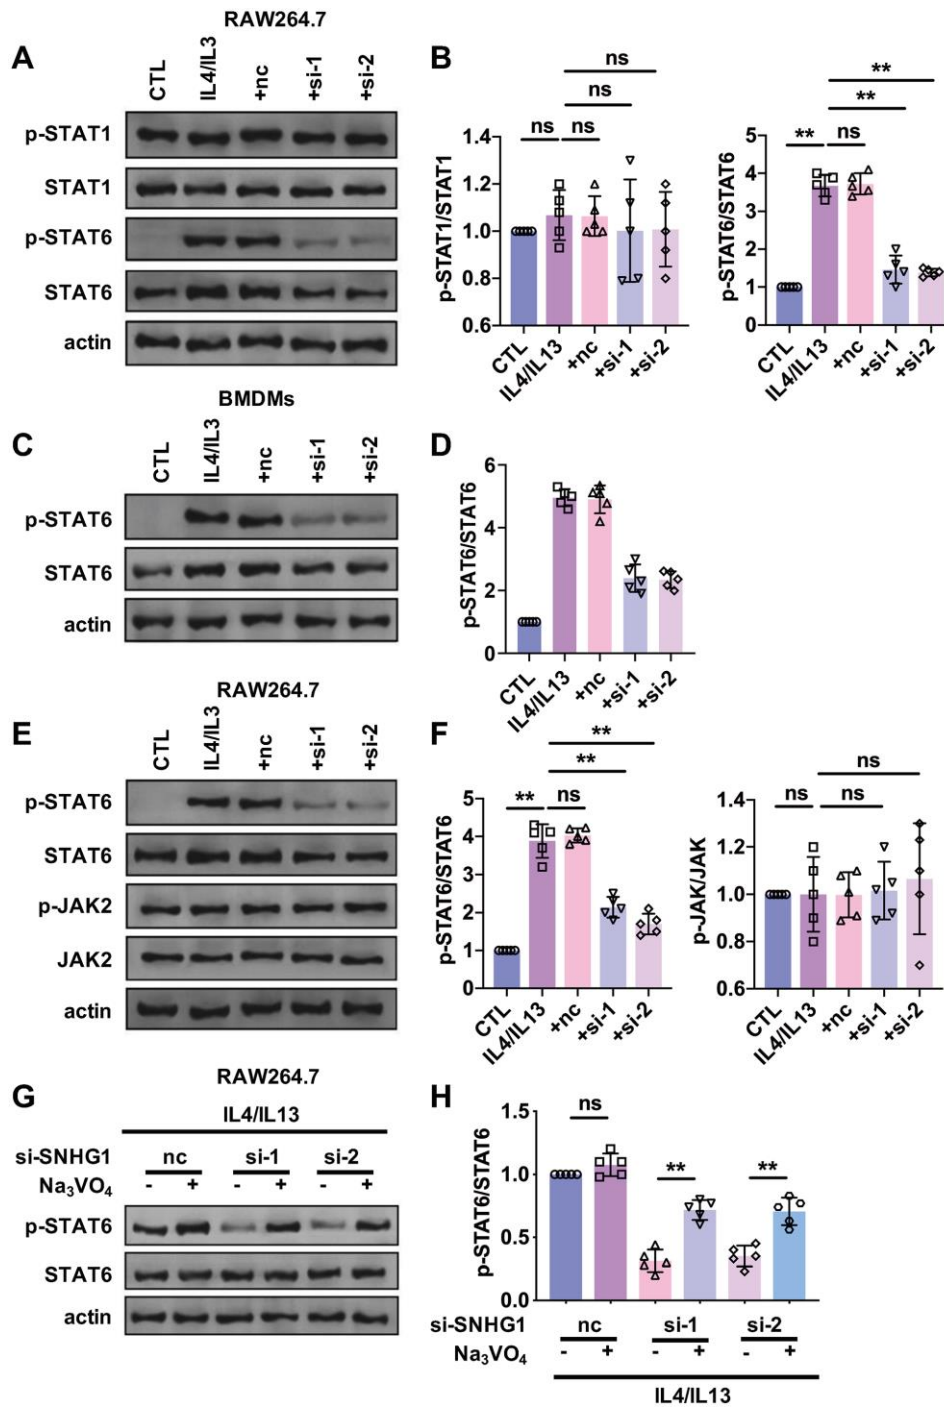 RAW264.7
A
CTL
IL4/IL3
+nc
+si-1
+si-2
p-STAT1
STAT1
p-STAT6
STAT6
actin
B
ns
ns
ns ns
p-STAT1/STAT1
1.4
1.2
1.0
0.8
0.6
CTL
IL4/IL13
+nc
+si-1
+si-2
**
**
** ns
p-STAT6/STAT6
5
4
3
2
1
0
CTL
IL4/IL13
+nc
+si-1
+si-2
BMDMs
C
CTL
IL4/IL3
+nc
+si-1
+si-2
p-STAT6
STAT6
actin
D
p-STAT6/STAT6
6
4
2
0
CTL
IL4/IL13
+nc
+si-1
+si-2
RAW264.7
E
CTL
IL4/IL3
+nc
+si-1
+si-2
p-STAT6
STAT6
p-JAK2
JAK2
actin
F
**
**
** ns
p-STAT6/STAT6
5
4
3
2
1
0
CTL
IL4/IL13
+nc
+si-1
+si-2
ns
ns ns
p-JAK/JAK
1.4
1.2
1.0
0.8
0.6
CTL
IL4/IL13
+nc
+si-1
+si-2
RAW264.7
G
IL4/IL13
si-SNHG1 nc si-1 si-2
Na₃VO₄ - + - + - +
p-STAT6
STAT6
actin
H
ns
** **
p-STAT6/STAT6
1.5
1.0
0.5
0.0
si-SNHG1 nc si-1 si-2
Na₃VO₄ - + - + - +
IL4/IL13